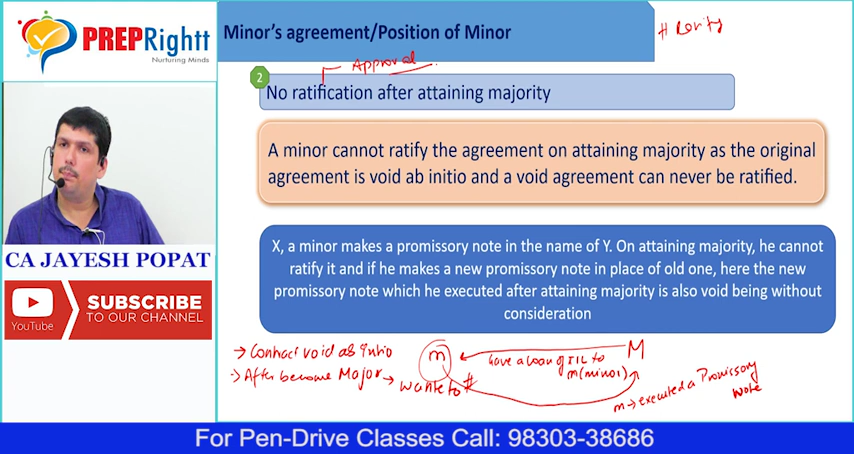 PREPRightt
Nurturing Minds
Minor's agreement/Position of Minor
Approval
2
No ratification after attaining majority
A minor cannot ratify the agreement on attaining majority as the original
agreement is void ab initio and a void agreement can never be ratified.
CA JAYESH POPAT
YouTube
SUBSCRIBE
TO OUR CHANNEL
X, a minor makes a promissory note in the name of Y. On attaining majority, he cannot
ratify it and if he makes a new promissory note in place of old one, here the new
promissory note which he executed after attaining majority is also void being without
consideration
→ Contract void ab initio
→ After become Major → wants to #
m
have a loan of ₹1L to
m(minor)
M
m → executed a Promissory
Note
For Pen-Drive Classes Call: 98303-38686